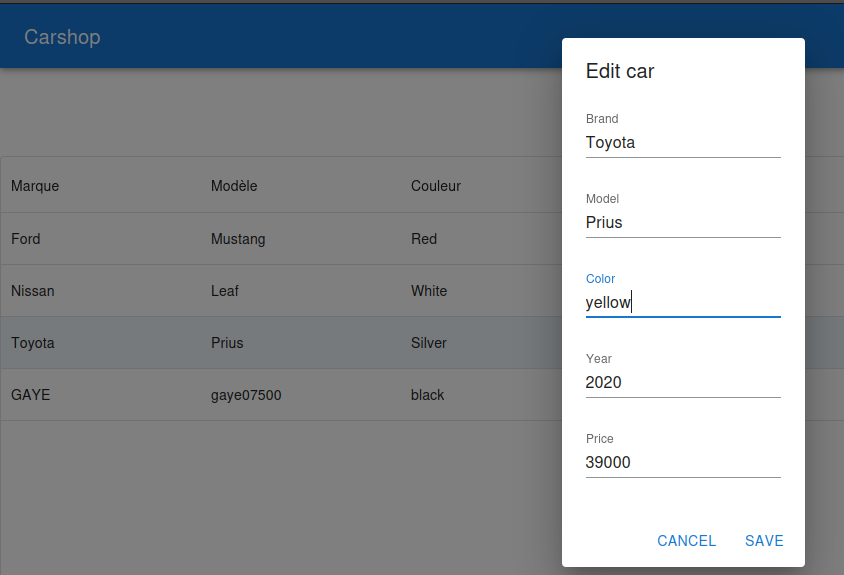 Carshop
Marque Modèle Couleur
Ford Mustang Red
Nissan Leaf White
Toyota Prius Silver
GAYE gaye07500 black
Edit car
Brand
Toyota
Model
Prius
Color
yellow
Year
2020
Price
39000
CANCEL SAVE